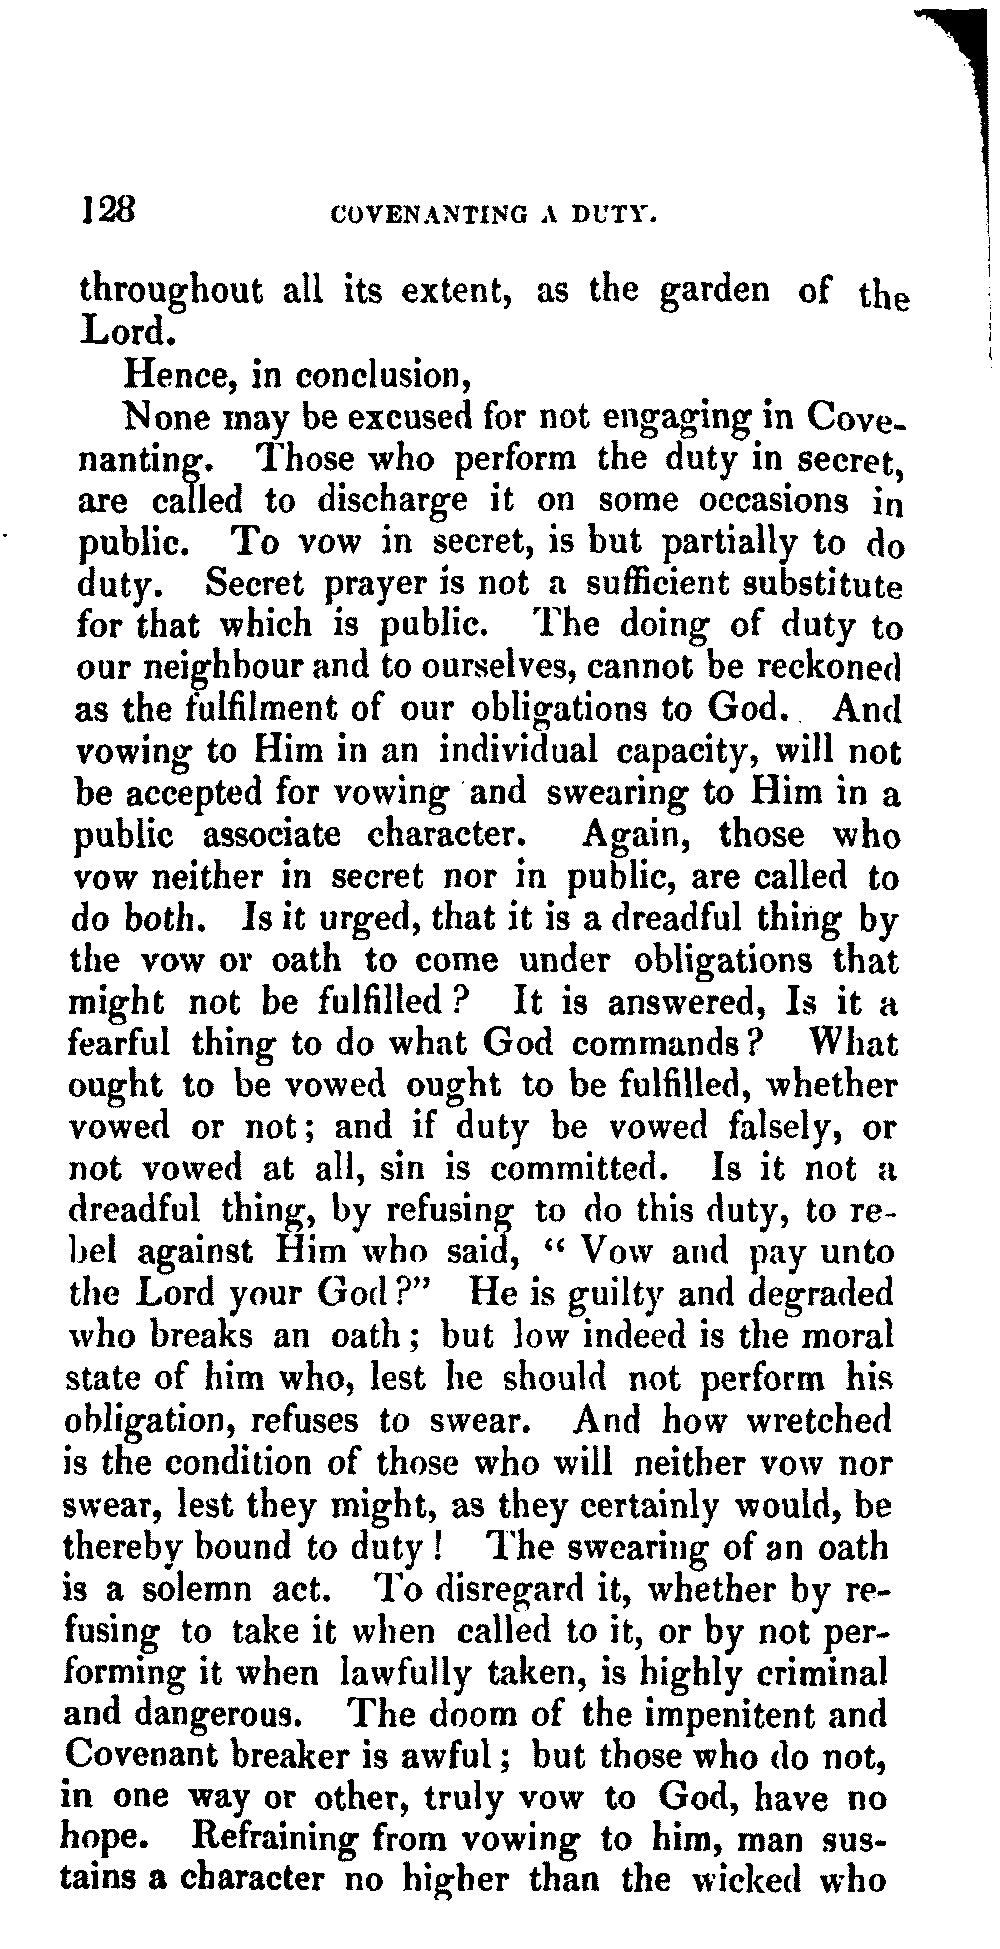 128 COVENANTING A DUTY.
throughout all its extent, as the garden of the
Lord.
Hence, in conclusion,
None may be excused for not engaging in Cove-
nanting. Those who perform the duty in secret,
are called to discharge it on some occasions in
public. To vow in secret, is but partially to do
duty. Secret prayer is not a sufficient substitute
for that which is public. The doing of duty to
our neighbour and to ourselves, cannot be reckoned
as the fulfilment of our obligations to God. And
vowing to Him in an individual capacity, will not
be accepted for vowing and swearing to Him in a
public associate character. Again, those who
vow neither in secret nor in public, are called to
do both. Is it urged, that it is a dreadful thing by
the vow or oath to come under obligations that
might not be fulfilled? It is answered, Is it a
fearful thing to do what God commands? What
ought to be vowed ought to be fulfilled, whether
vowed or not; and if duty be vowed falsely, or
not vowed at all, sin is committed. Is it not a
dreadful thing, by refusing to do this duty, to re-
bel against Him who said, “Vow and pay unto
the Lord your God?” He is guilty and degraded
who breaks an oath; but low indeed is the moral
state of him who, lest he should not perform his
obligation, refuses to swear. And how wretched
is the condition of those who will neither vow nor
swear, lest they might, as they certainly would, be
thereby bound to duty! The swearing of an oath
is a solemn act. To disregard it, whether by re-
fusing to take it when called to it, or by not per-
forming it when lawfully taken, is highly criminal
and dangerous. The doom of the impenitent and
Covenant breaker is awful; but those who do not,
in one way or other, truly vow to God, have no
hope. Refraining from vowing to him, man sus-
tains a character no higher than the wicked who